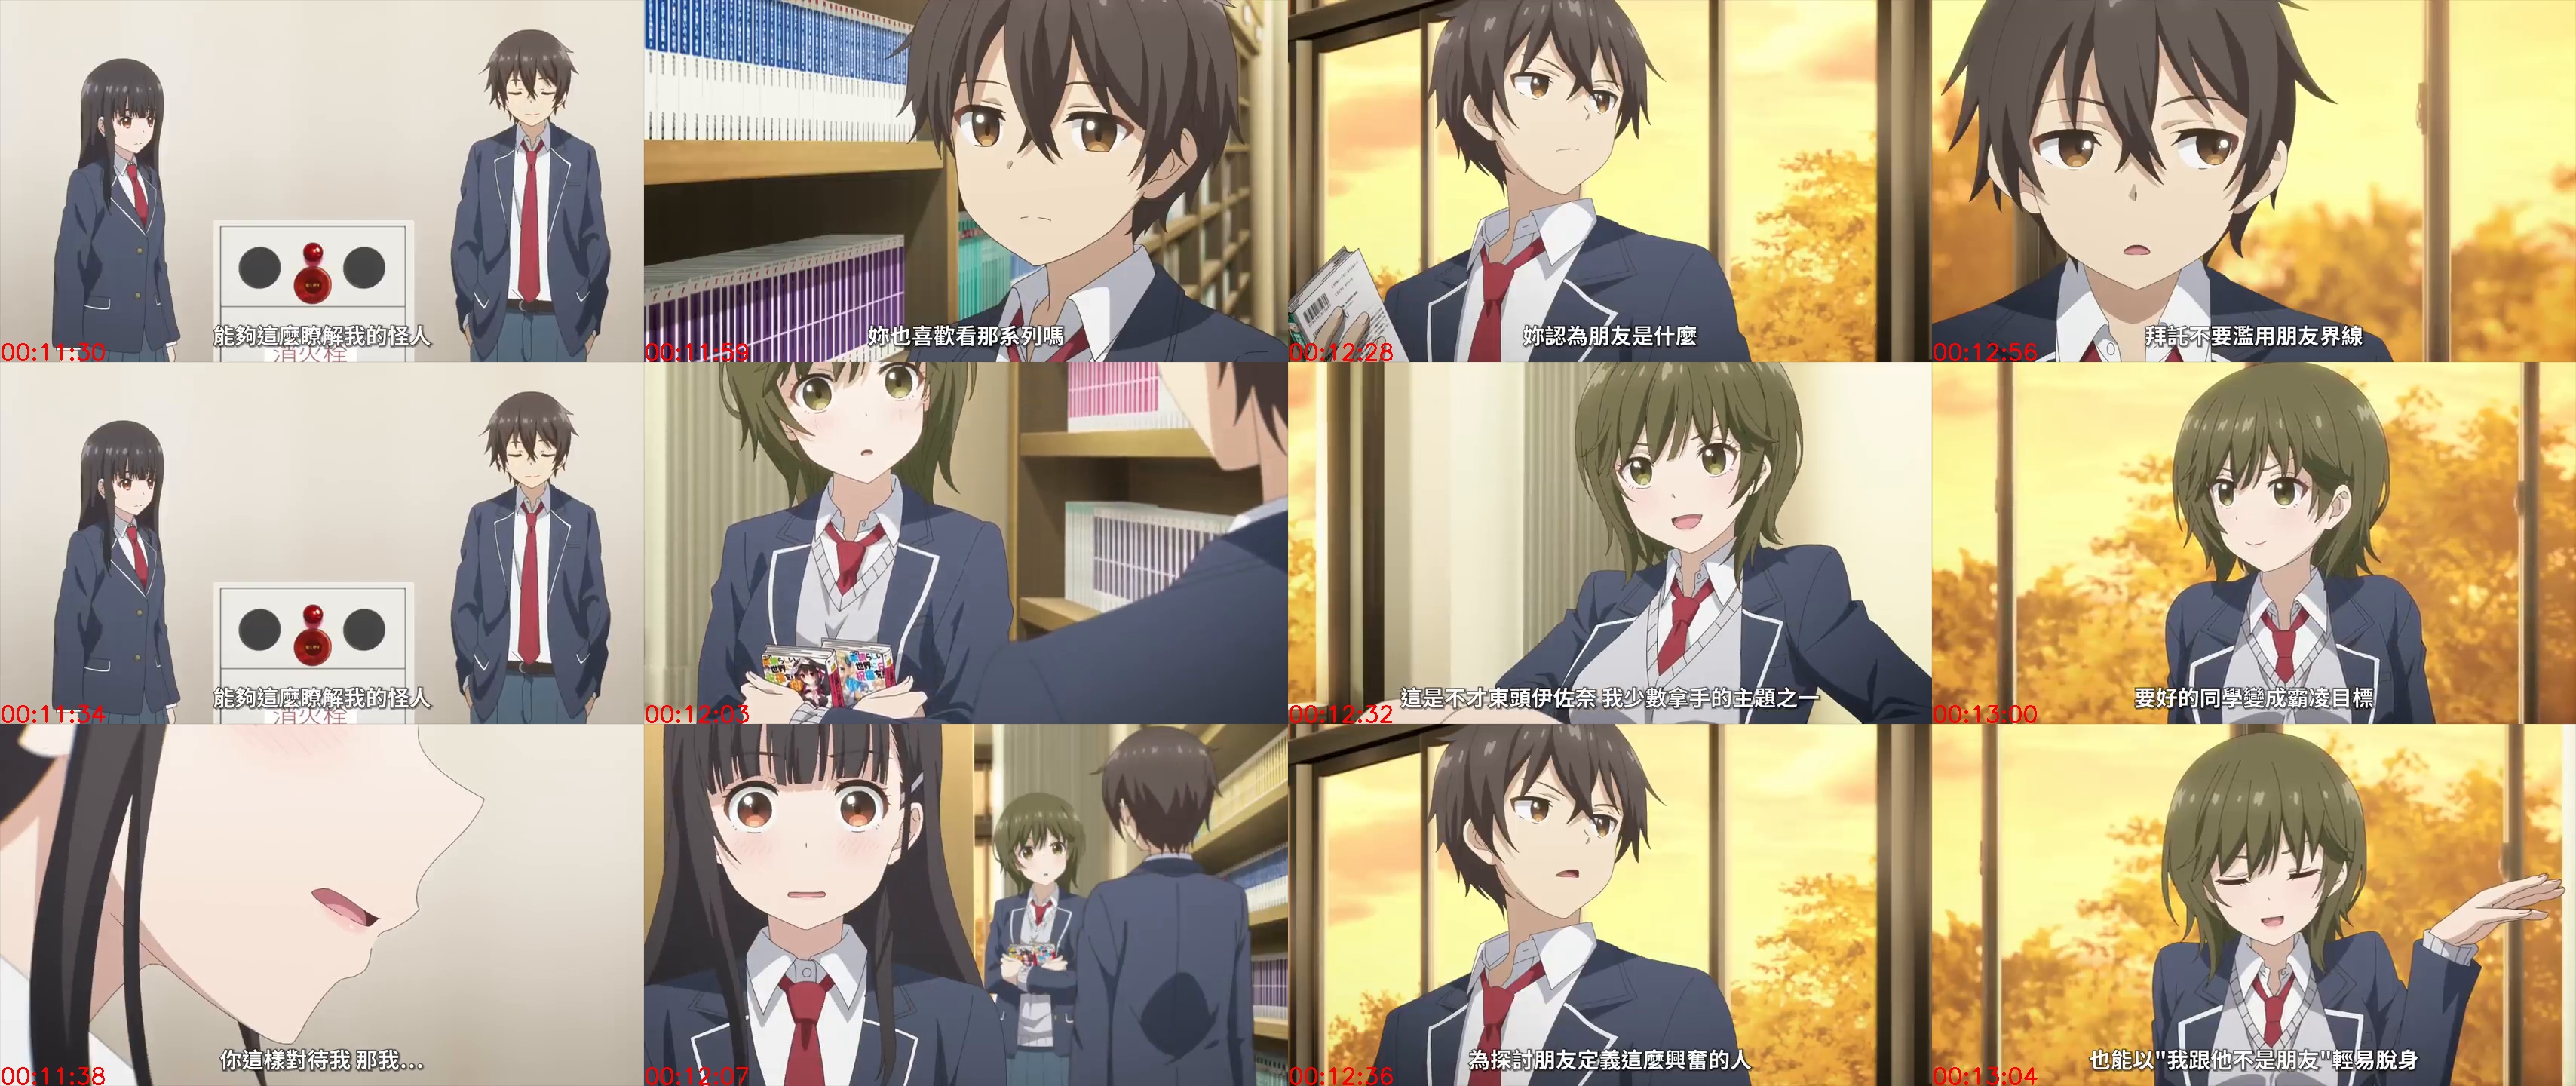 能夠這麼瞭解我的怪人
消火栓
00:11:30
妳也喜歡看那系列嗎
00:11:59
妳認為朋友是什麼
00:12:28
拜託不要濫用朋友界線
00:12:56
能夠這麼瞭解我的怪人
消火栓
00:11:34
00:12:03
這是不才東頭伊佐奈 我少數拿手的主題之一
00:12:32
要好的同學變成霸凌目標
00:13:00
你這樣對待我 那我...
00:11:38
00:12:07
為探討朋友定義這麼興奮的人
00:12:36
也能以"我跟他不是朋友"輕易脫身
00:13:04